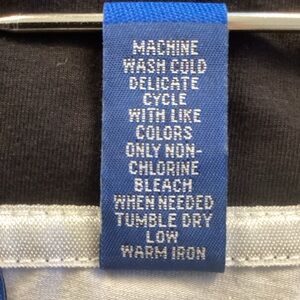 MACHINE
WASH COLD
DELICATE
CYCLE
WITH LIKE
COLORS
ONLY NON-
CHLORINE
BLEACH
WHEN NEEDED
TUMBLE DRY
LOW
WARM IRON